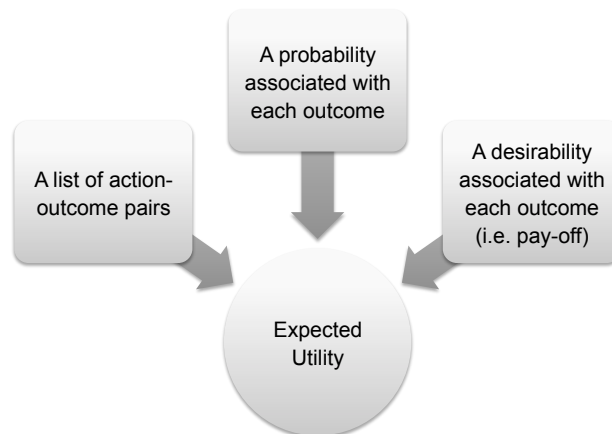 A list of action-
outcome pairs
A probability
associated with
each outcome
A desirability
associated with
each outcome
(i.e. pay-off)
Expected
Utility